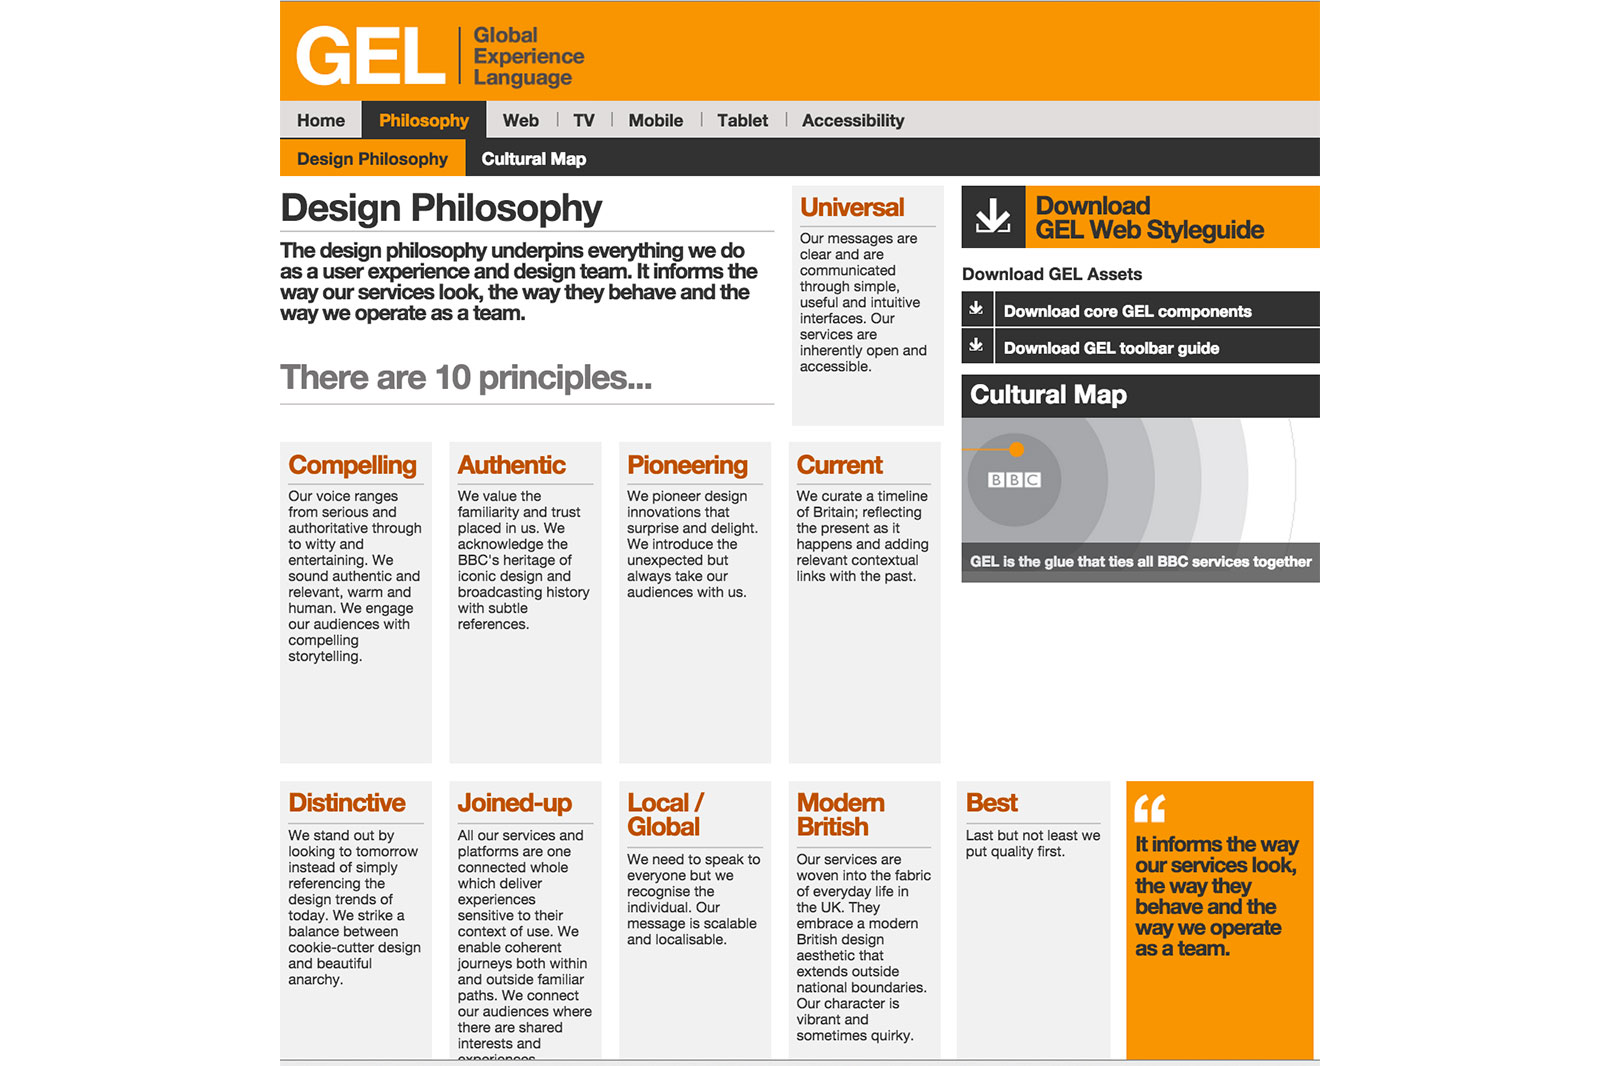 GEL
Global
Experience
Language
Home
Philosophy
Web
TV
Mobile
Tablet
Accessibility
Design Philosophy
Cultural Map
Design Philosophy
The design philosophy underpins everything we do
as a user experience and design team. It informs the
way our services look, the way they behave and the
way we operate as a team.
There are 10 principles...
Universal
Our messages are
clear and are
communicated
through simple,
useful and intuitive
interfaces. Our
services are
inherently open and
accessible.
Download
GEL Web Styleguide
Download GEL Assets
Download core GEL components
Download GEL toolbar guide
Cultural Map
BBC
GEL is the glue that ties all BBC services together
Compelling
Our voice ranges
from serious and
authoritative through
to witty and
entertaining. We
sound authentic and
relevant, warm and
human. We engage
our audiences with
compelling
storytelling.
Authentic
We value the
familiarity and trust
placed in us. We
acknowledge the
BBC's heritage of
iconic design and
broadcasting history
with subtle
references.
Pioneering
We pioneer design
innovations that
surprise and delight.
We introduce the
unexpected but
always take our
audiences with us.
Current
We curate a timeline
of Britain; reflecting
the present as it
happens and adding
relevant contextual
links with the past.
Distinctive
We stand out by
looking to tomorrow
instead of simply
referencing the
design trends of
today. We strike a
balance between
cookie-cutter design
and beautiful
anarchy.
Joined-up
All our services and
platforms are one
connected whole
which deliver
experiences
sensitive to their
context of use. We
enable coherent
journeys both within
and outside familiar
paths. We connect
our audiences where
there are shared
interests and
experiences.
Local /
Global
We need to speak to
everyone but we
recognise the
individual. Our
message is scalable
and localisable.
Modern
British
Our services are
woven into the fabric
of everyday life in
the UK. They
embrace a modern
British design
aesthetic that
extends outside
national boundaries.
Our character is
vibrant and
sometimes quirky.
Best
Last but not least we
put quality first.
“
It informs the way
our services look,
the way they
behave and the
way we operate
as a team.